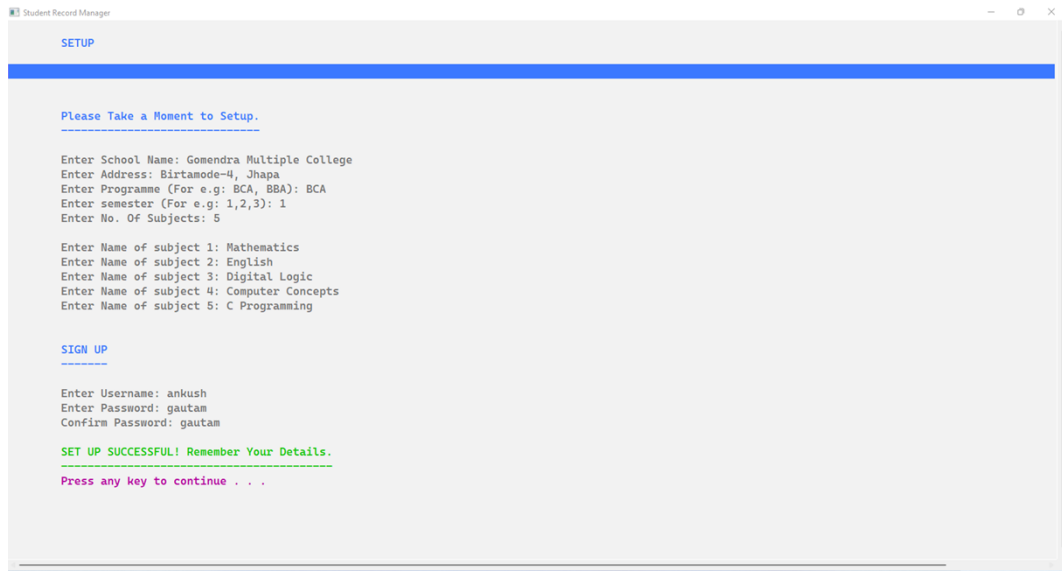 Student Record Manager
SETUP
Please Take a Moment to Setup.
------------------------------
Enter School Name: Gomendra Multiple College
Enter Address: Birtamode-4, Jhapa
Enter Programme (For e.g: BCA, BBA): BCA
Enter semester (For e.g: 1,2,3): 1
Enter No. Of Subjects: 5
Enter Name of subject 1: Mathematics
Enter Name of subject 2: English
Enter Name of subject 3: Digital Logic
Enter Name of subject 4: Computer Concepts
Enter Name of subject 5: C Programming
SIGN UP
-------
Enter Username: ankush
Enter Password: gautam
Confirm Password: gautam
SET UP SUCCESSFUL! Remember Your Details.
-----------------------------------------
Press any key to continue . . .